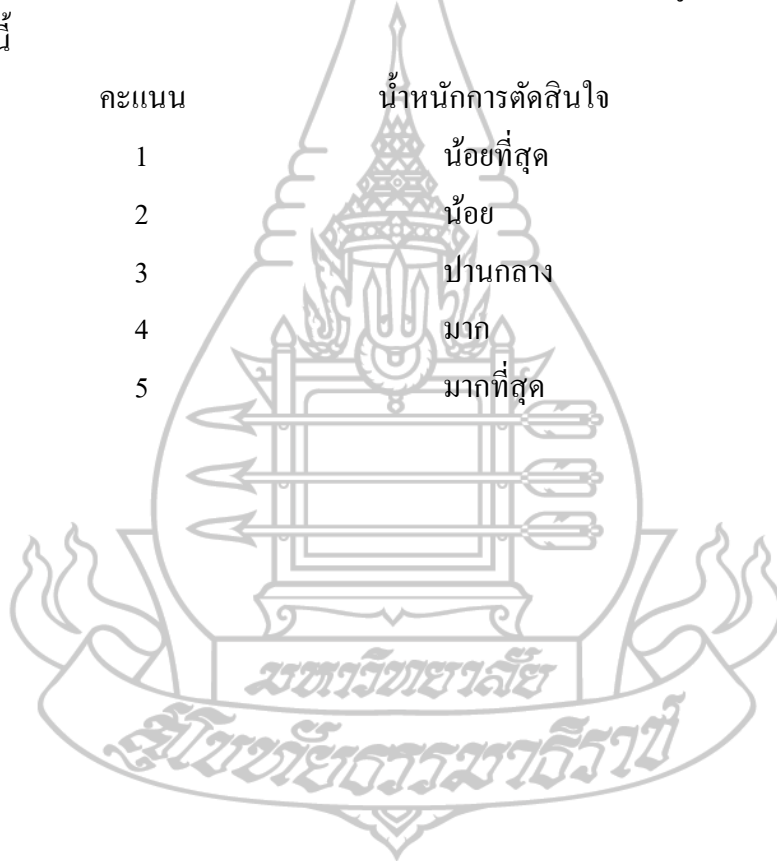 นี้
คะแนน น้ำหนักการตัดสินใจ
1 น้อยที่สุด
2 น้อย
3 ปานกลาง
4 มาก
5 มากที่สุด
มหาวิทยาลัย
สุโขทัยธรรมาธิราช